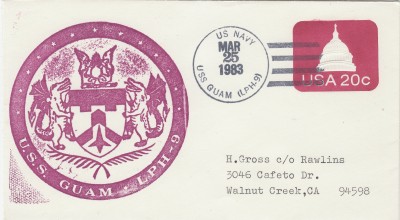 US NAVY
MAR
25
1983
USS GUAM (LPH-9)
USA 20c
U.S.S. GUAM · LPH-9
H.Gross c/o Rawlins
3046 Cafeto Dr.
Walnut Creek,CA 94598